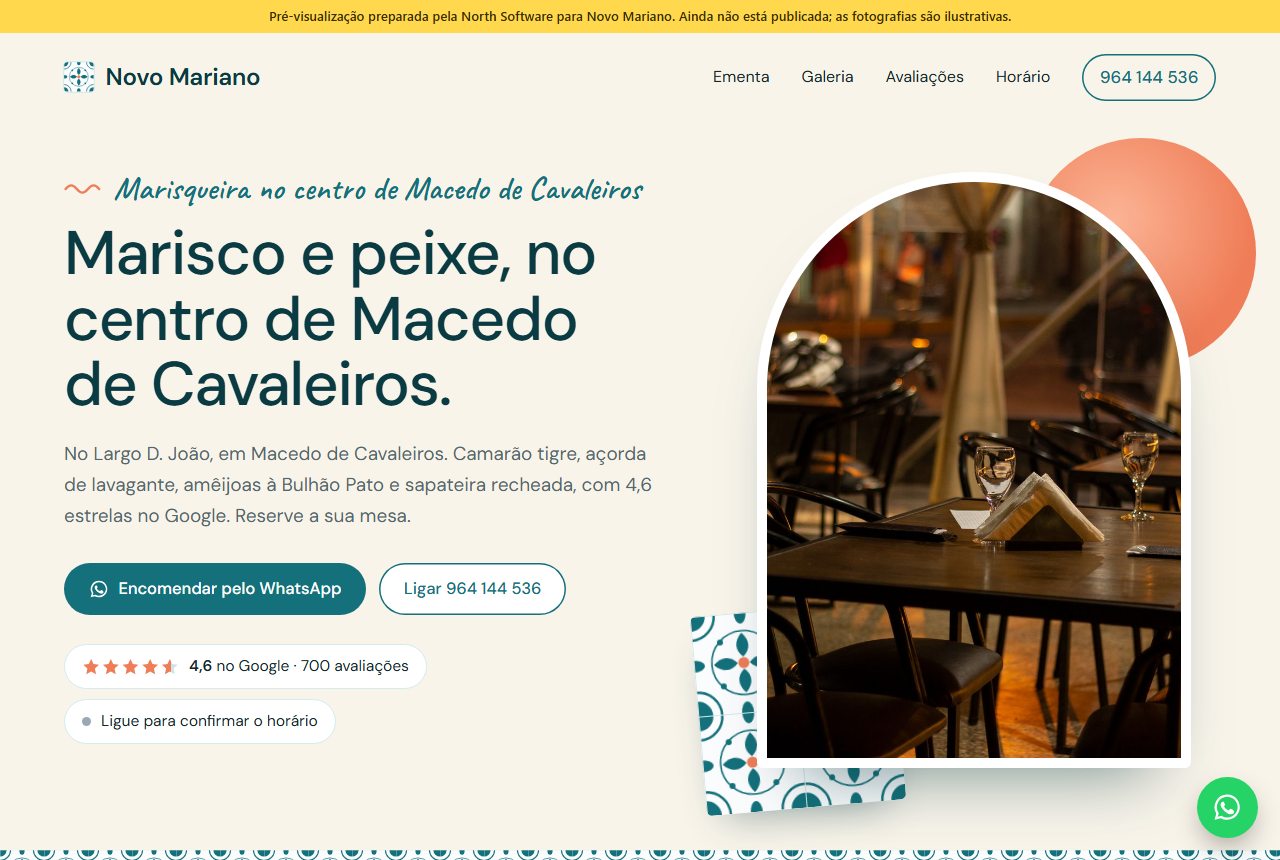 Pré-visualização preparada pela North Software para Novo Mariano. Ainda não está publicada; as fotografias são ilustrativas.
Novo Mariano
Ementa
Galeria
Avaliações
Horário
964 144 536
Marisqueira no centro de Macedo de Cavaleiros
Marisco e peixe, no
centro de Macedo
de Cavaleiros.
No Largo D. João, em Macedo de Cavaleiros. Camarão tigre, açorda
de lavagante, amêijoas à Bulhão Pato e sapateira recheada, com 4,6
estrelas no Google. Reserve a sua mesa.
Encomendar pelo WhatsApp
Ligar 964 144 536
4,6 no Google · 700 avaliações
Ligue para confirmar o horário